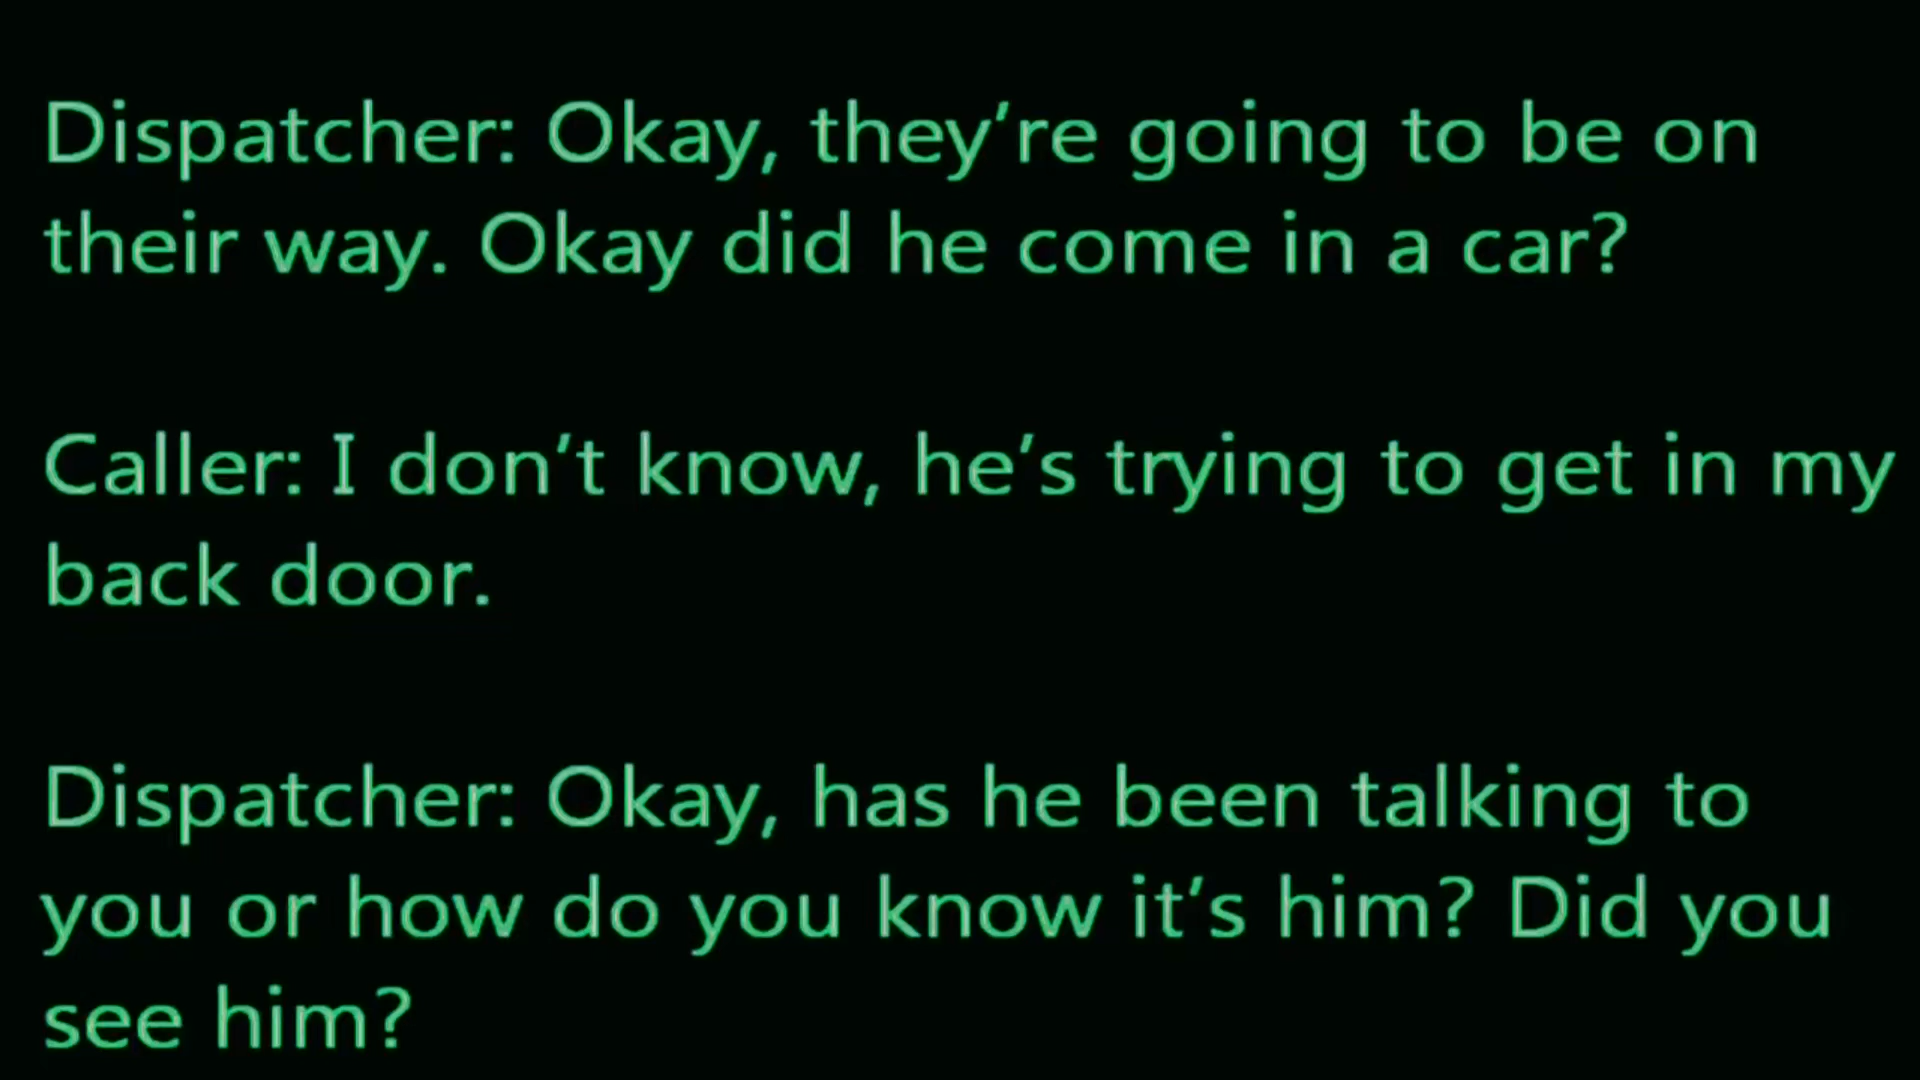 Dispatcher: Okay, they’re going to be on
their way. Okay did he come in a car?
Caller: I don’t know, he’s trying to get in my
back door.
Dispatcher: Okay, has he been talking to
you or how do you know it’s him? Did you
see him?